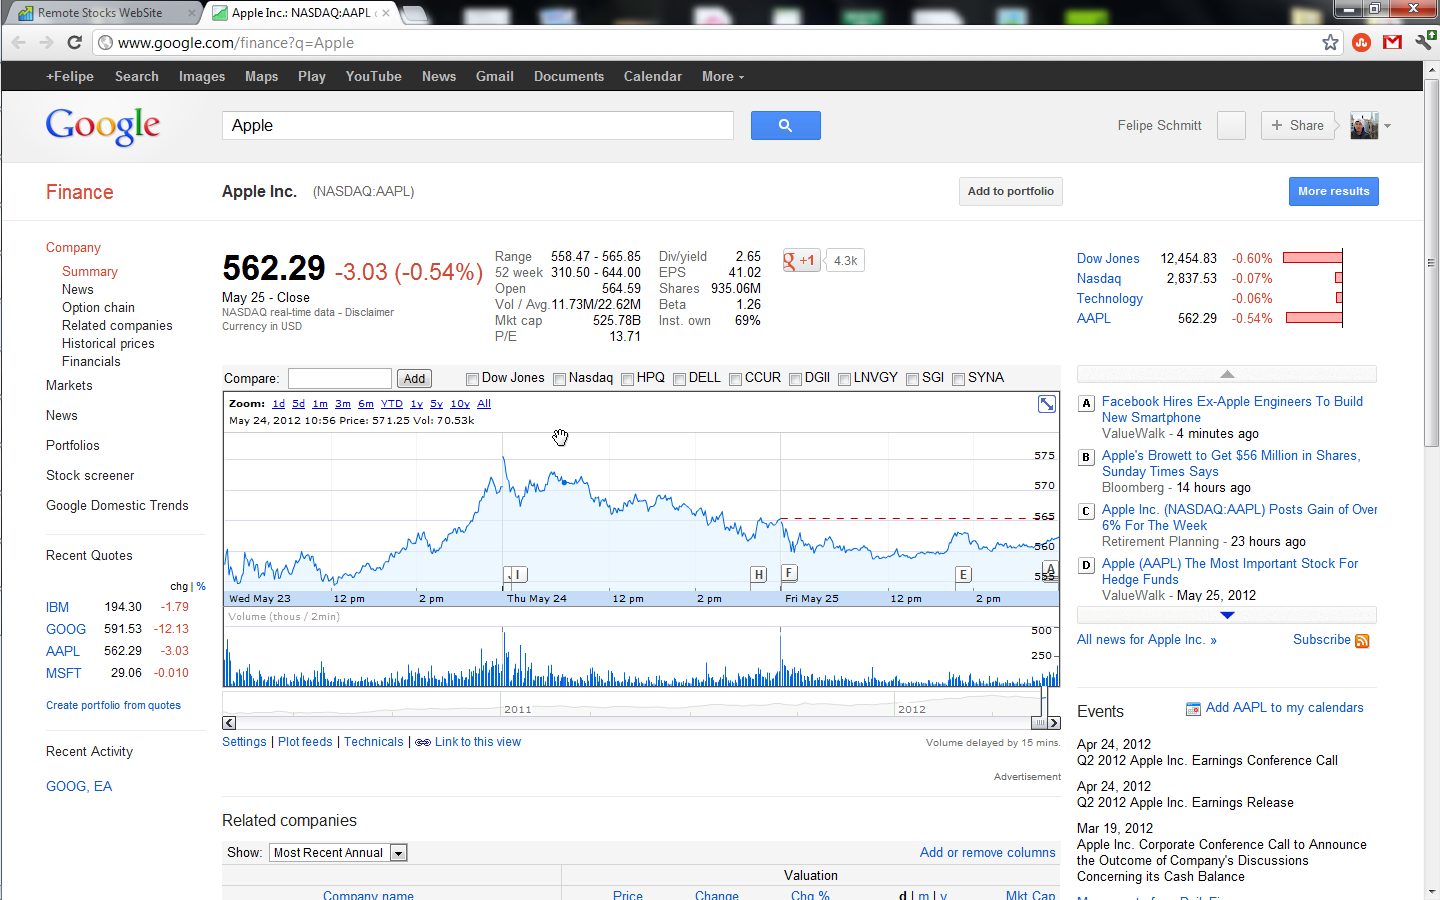 Remote Stocks WebSite
Apple Inc.: NASDAQ:AAPL
www.google.com/finance?q=Apple
+Felipe Search Images Maps Play YouTube News Gmail Documents Calendar More
Google
Apple
Felipe Schmitt
+ Share
Finance
Apple Inc. (NASDAQ:AAPL)
Add to portfolio
More results
Company
Summary
News
Option chain
Related companies
Historical prices
Financials
Markets
News
Portfolios
Stock screener
Google Domestic Trends
Recent Quotes
chg | %
IBM 194.30 -1.79
GOOG 591.53 -12.13
AAPL 562.29 -3.03
MSFT 29.06 -0.010
Create portfolio from quotes
Recent Activity
GOOG, EA
562.29 -3.03 (-0.54%)
May 25 - Close
NASDAQ real-time data - Disclaimer
Currency in USD
Range 558.47 - 565.85
52 week 310.50 - 644.00
Open 564.59
Vol / Avg. 11.73M/22.62M
Mkt cap 525.78B
P/E 13.71
Div/yield 2.65
EPS 41.02
Shares 935.06M
Beta 1.26
Inst. own 69%
g +1 4.3k
Dow Jones 12,454.83 -0.60%
Nasdaq 2,837.53 -0.07%
Technology -0.06%
AAPL 562.29 -0.54%
Compare: Add Dow Jones Nasdaq HPQ DELL CCUR DGII LNVGY SGI SYNA
Zoom: 1d 5d 1m 3m 6m YTD 1y 5y 10y All
May 24, 2012 10:56 Price: 571.25 Vol: 70.53k
575
570
565
560
555
J I H F E A
Wed May 23 12 pm 2 pm Thu May 24 12 pm 2 pm Fri May 25 12 pm 2 pm
Volume (thous / 2min)
500
250
2011 2012
Settings | Plot feeds | Technicals | Link to this view
Volume delayed by 15 mins.
Advertisement
Related companies
Show: Most Recent Annual
Add or remove columns
Valuation
Company name Price Change Chg % d | m | y Mkt Cap
A Facebook Hires Ex-Apple Engineers To Build
New Smartphone
ValueWalk - 4 minutes ago
B Apple's Browett to Get $56 Million in Shares,
Sunday Times Says
Bloomberg - 14 hours ago
C Apple Inc. (NASDAQ:AAPL) Posts Gain of Over
6% For The Week
Retirement Planning - 23 hours ago
D Apple (AAPL) The Most Important Stock For
Hedge Funds
ValueWalk - May 25, 2012
All news for Apple Inc. »
Subscribe
Events
Add AAPL to my calendars
Apr 24, 2012
Q2 2012 Apple Inc. Earnings Conference Call
Apr 24, 2012
Q2 2012 Apple Inc. Earnings Release
Mar 19, 2012
Apple Inc. Corporate Conference Call to Announce
the Outcome of Company's Discussions
Concerning its Cash Balance